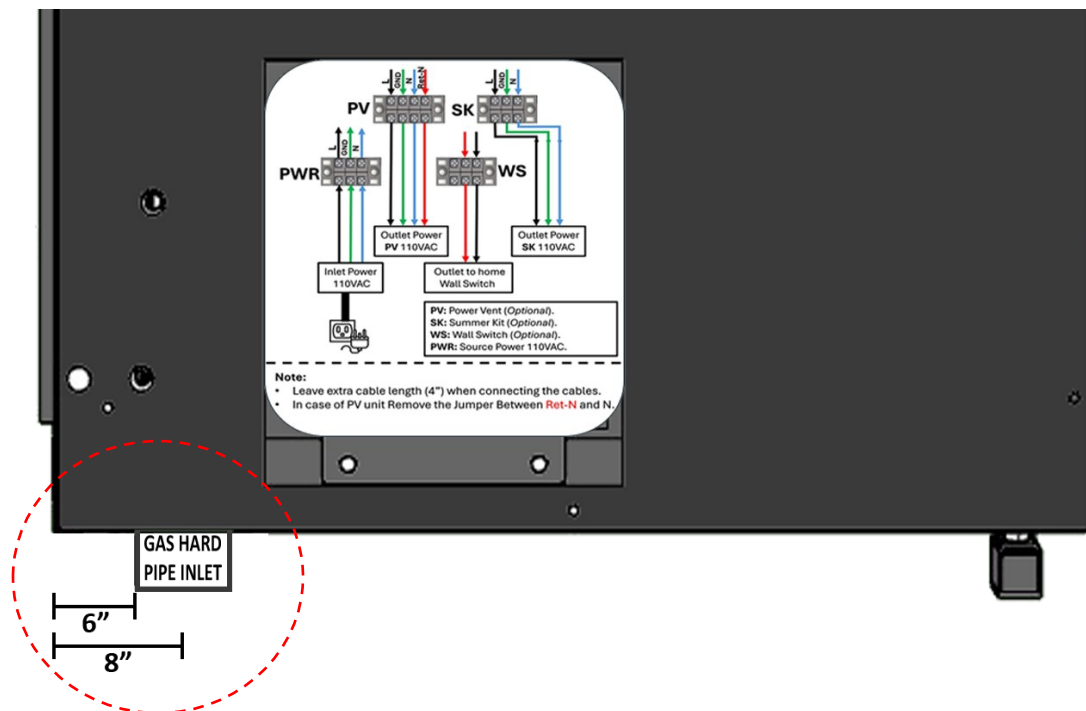 L
GND
N
Ret-N
PV
L
GND
N
SK
L
GND
N
PWR
WS
Outlet Power
PV 110VAC
Outlet Power
SK 110VAC
Inlet Power
110VAC
Outlet to home
Wall Switch
PV: Power Vent (Optional).
SK: Summer Kit (Optional).
WS: Wall Switch (Optional).
PWR: Source Power 110VAC.
Note:
• Leave extra cable length (4") when connecting the cables.
• In case of PV unit Remove the Jumper Between Ret-N and N.
GAS HARD
PIPE INLET
6”
8”